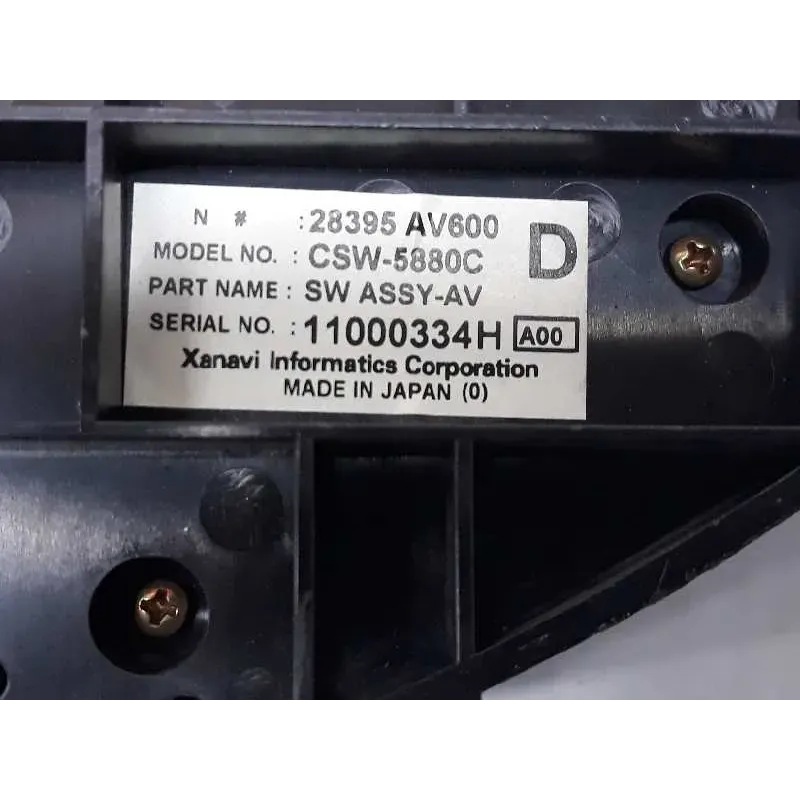 N # : 28395 AV600 D
MODEL NO. : CSW-5880C
PART NAME : SW ASSY-AV
SERIAL NO. : 11000334H A00
Xanavi Informatics Corporation
MADE IN JAPAN (0)